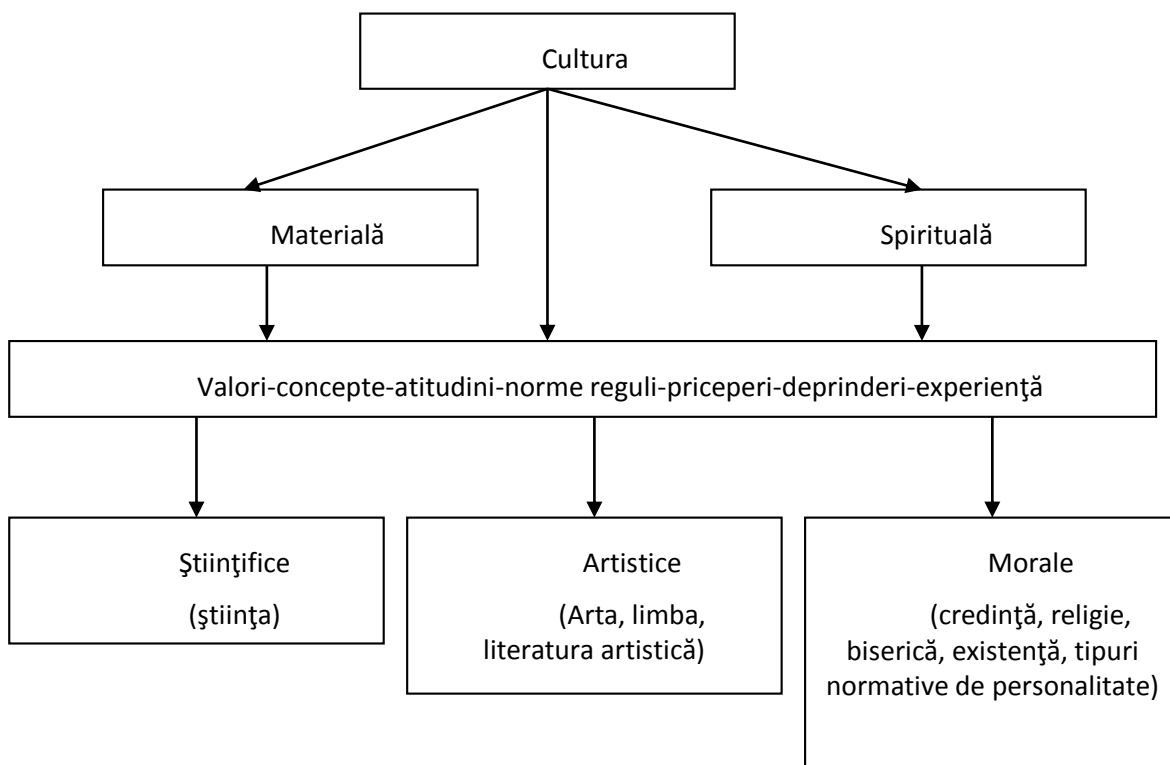 Cultura
Materială
Spirituală
Valori-concepte-atitudini-norme reguli-priceperi-deprinderi-experienţă
Ştiinţifice
(ştiinţa)
Artistice
(Arta, limba,
literatura artistică)
Morale
(credinţă, religie,
biserică, existenţă, tipuri
normative de personalitate)